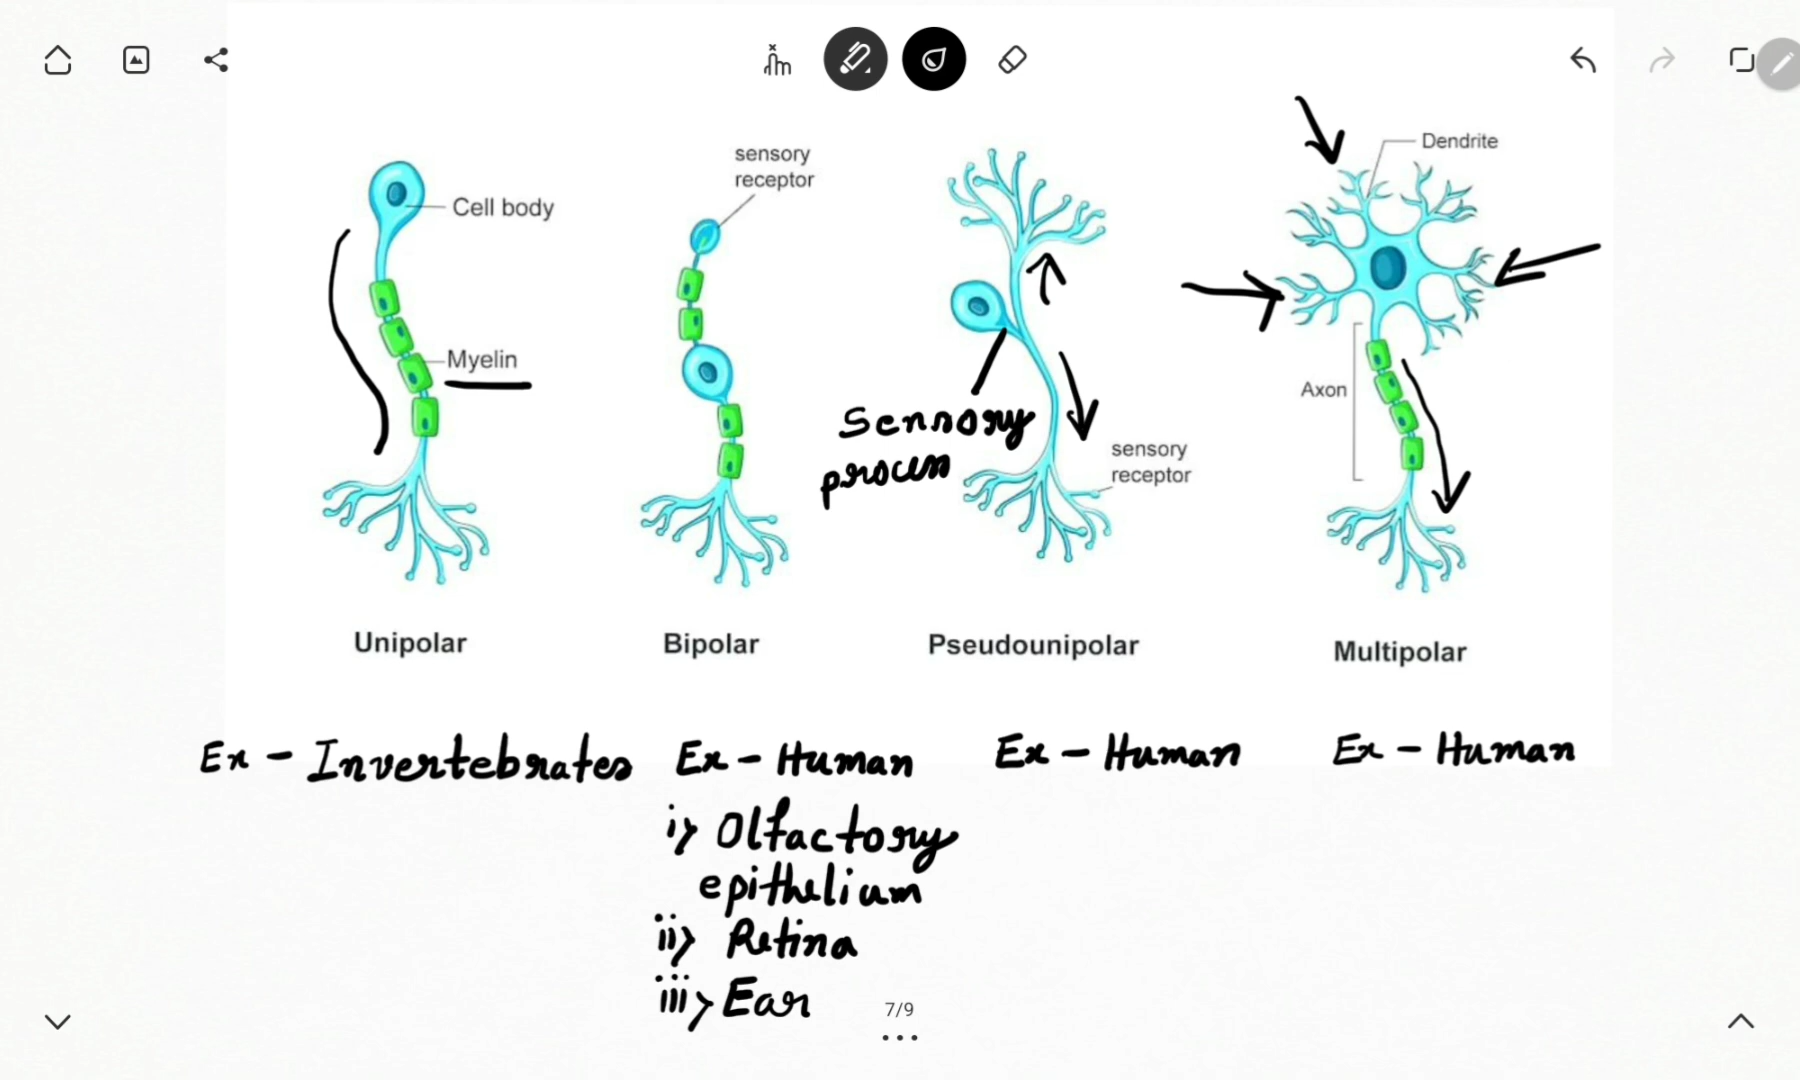 Dendrite
sensory
receptor
Cell body
Myelin
Axon
Sensory
process
sensory
receptor
Unipolar
Bipolar
Pseudounipolar
Multipolar
Ex - Invertebrates
Ex - Human
Ex - Human
Ex - Human
i) Olfactory
epithelium
ii) Retina
iii) Ear
7/9